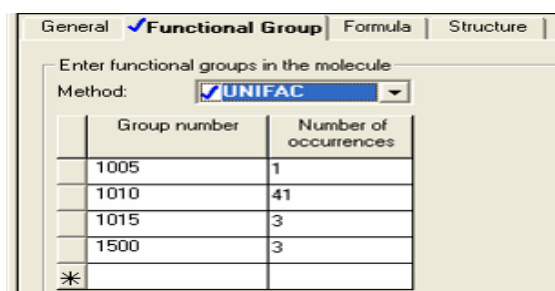 General ✓Functional Group Formula Structure
Enter functional groups in the molecule
Method: ✓UNIFAC
Group number Number of occurrences
1005 1
1010 41
1015 3
1500 3
*